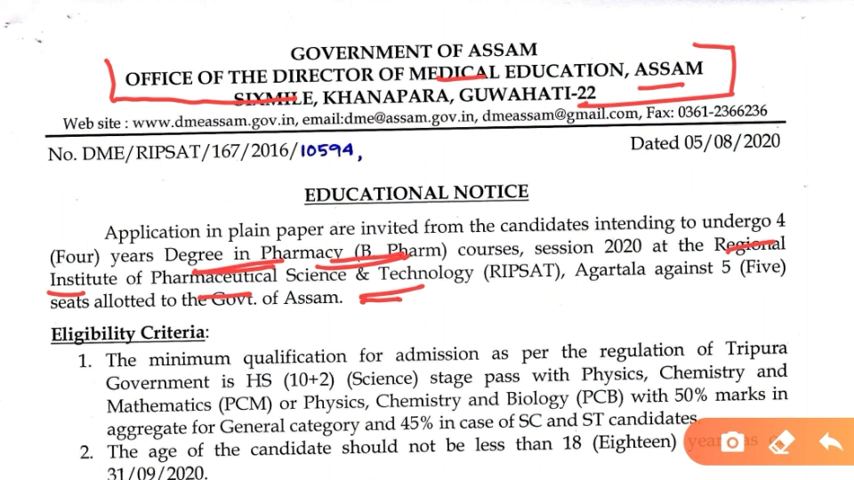 GOVERNMENT OF ASSAM
OFFICE OF THE DIRECTOR OF MEDICAL EDUCATION, ASSAM
SIXMILE, KHANAPARA, GUWAHATI-22
Web site : www.dmeassam.gov.in, email:dme@assam.gov.in, dmeassam@gmail.com, Fax: 0361-2366236
No. DME/RIPSAT/167/2016/10594, Dated 05/08/2020
EDUCATIONAL NOTICE
Application in plain paper are invited from the candidates intending to undergo 4
(Four) years Degree in Pharmacy (B. Pharm) courses, session 2020 at the Regional
Institute of Pharmaceutical Science & Technology (RIPSAT), Agartala against 5 (Five)
seats allotted to the Govt. of Assam.
Eligibility Criteria:
1. The minimum qualification for admission as per the regulation of Tripura
Government is HS (10+2) (Science) stage pass with Physics, Chemistry and
Mathematics (PCM) or Physics, Chemistry and Biology (PCB) with 50% marks in
aggregate for General category and 45% in case of SC and ST candidates.
2. The age of the candidate should not be less than 18 (Eighteen) years as
31/09/2020.